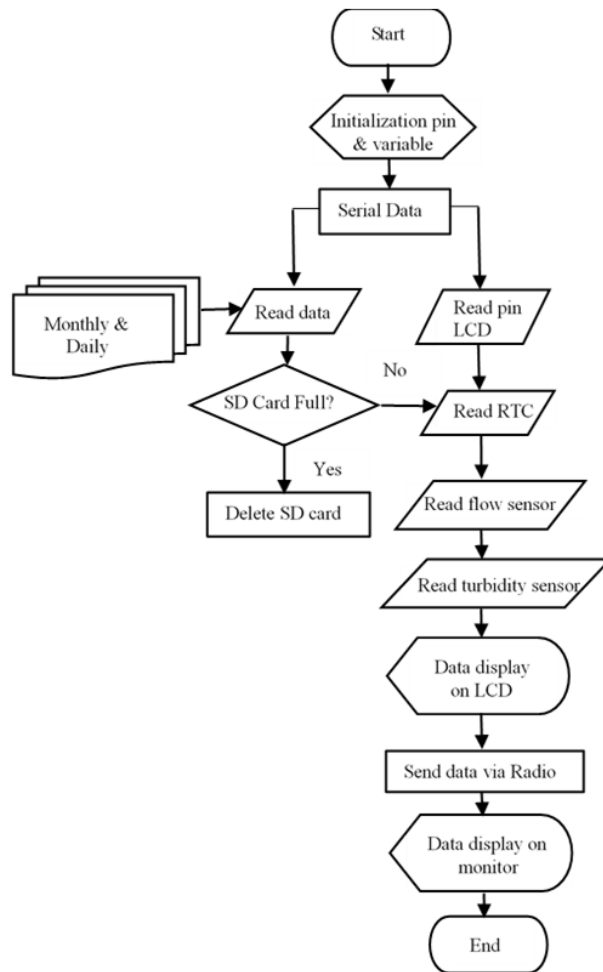 Start
Initialization pin
& variable
Serial Data
Monthly &
Daily
Read data
Read pin
LCD
No
SD Card Full?
Read RTC
Yes
Delete SD card
Read flow sensor
Read turbidity sensor
Data display
on LCD
Send data via Radio
Data display on
monitor
End